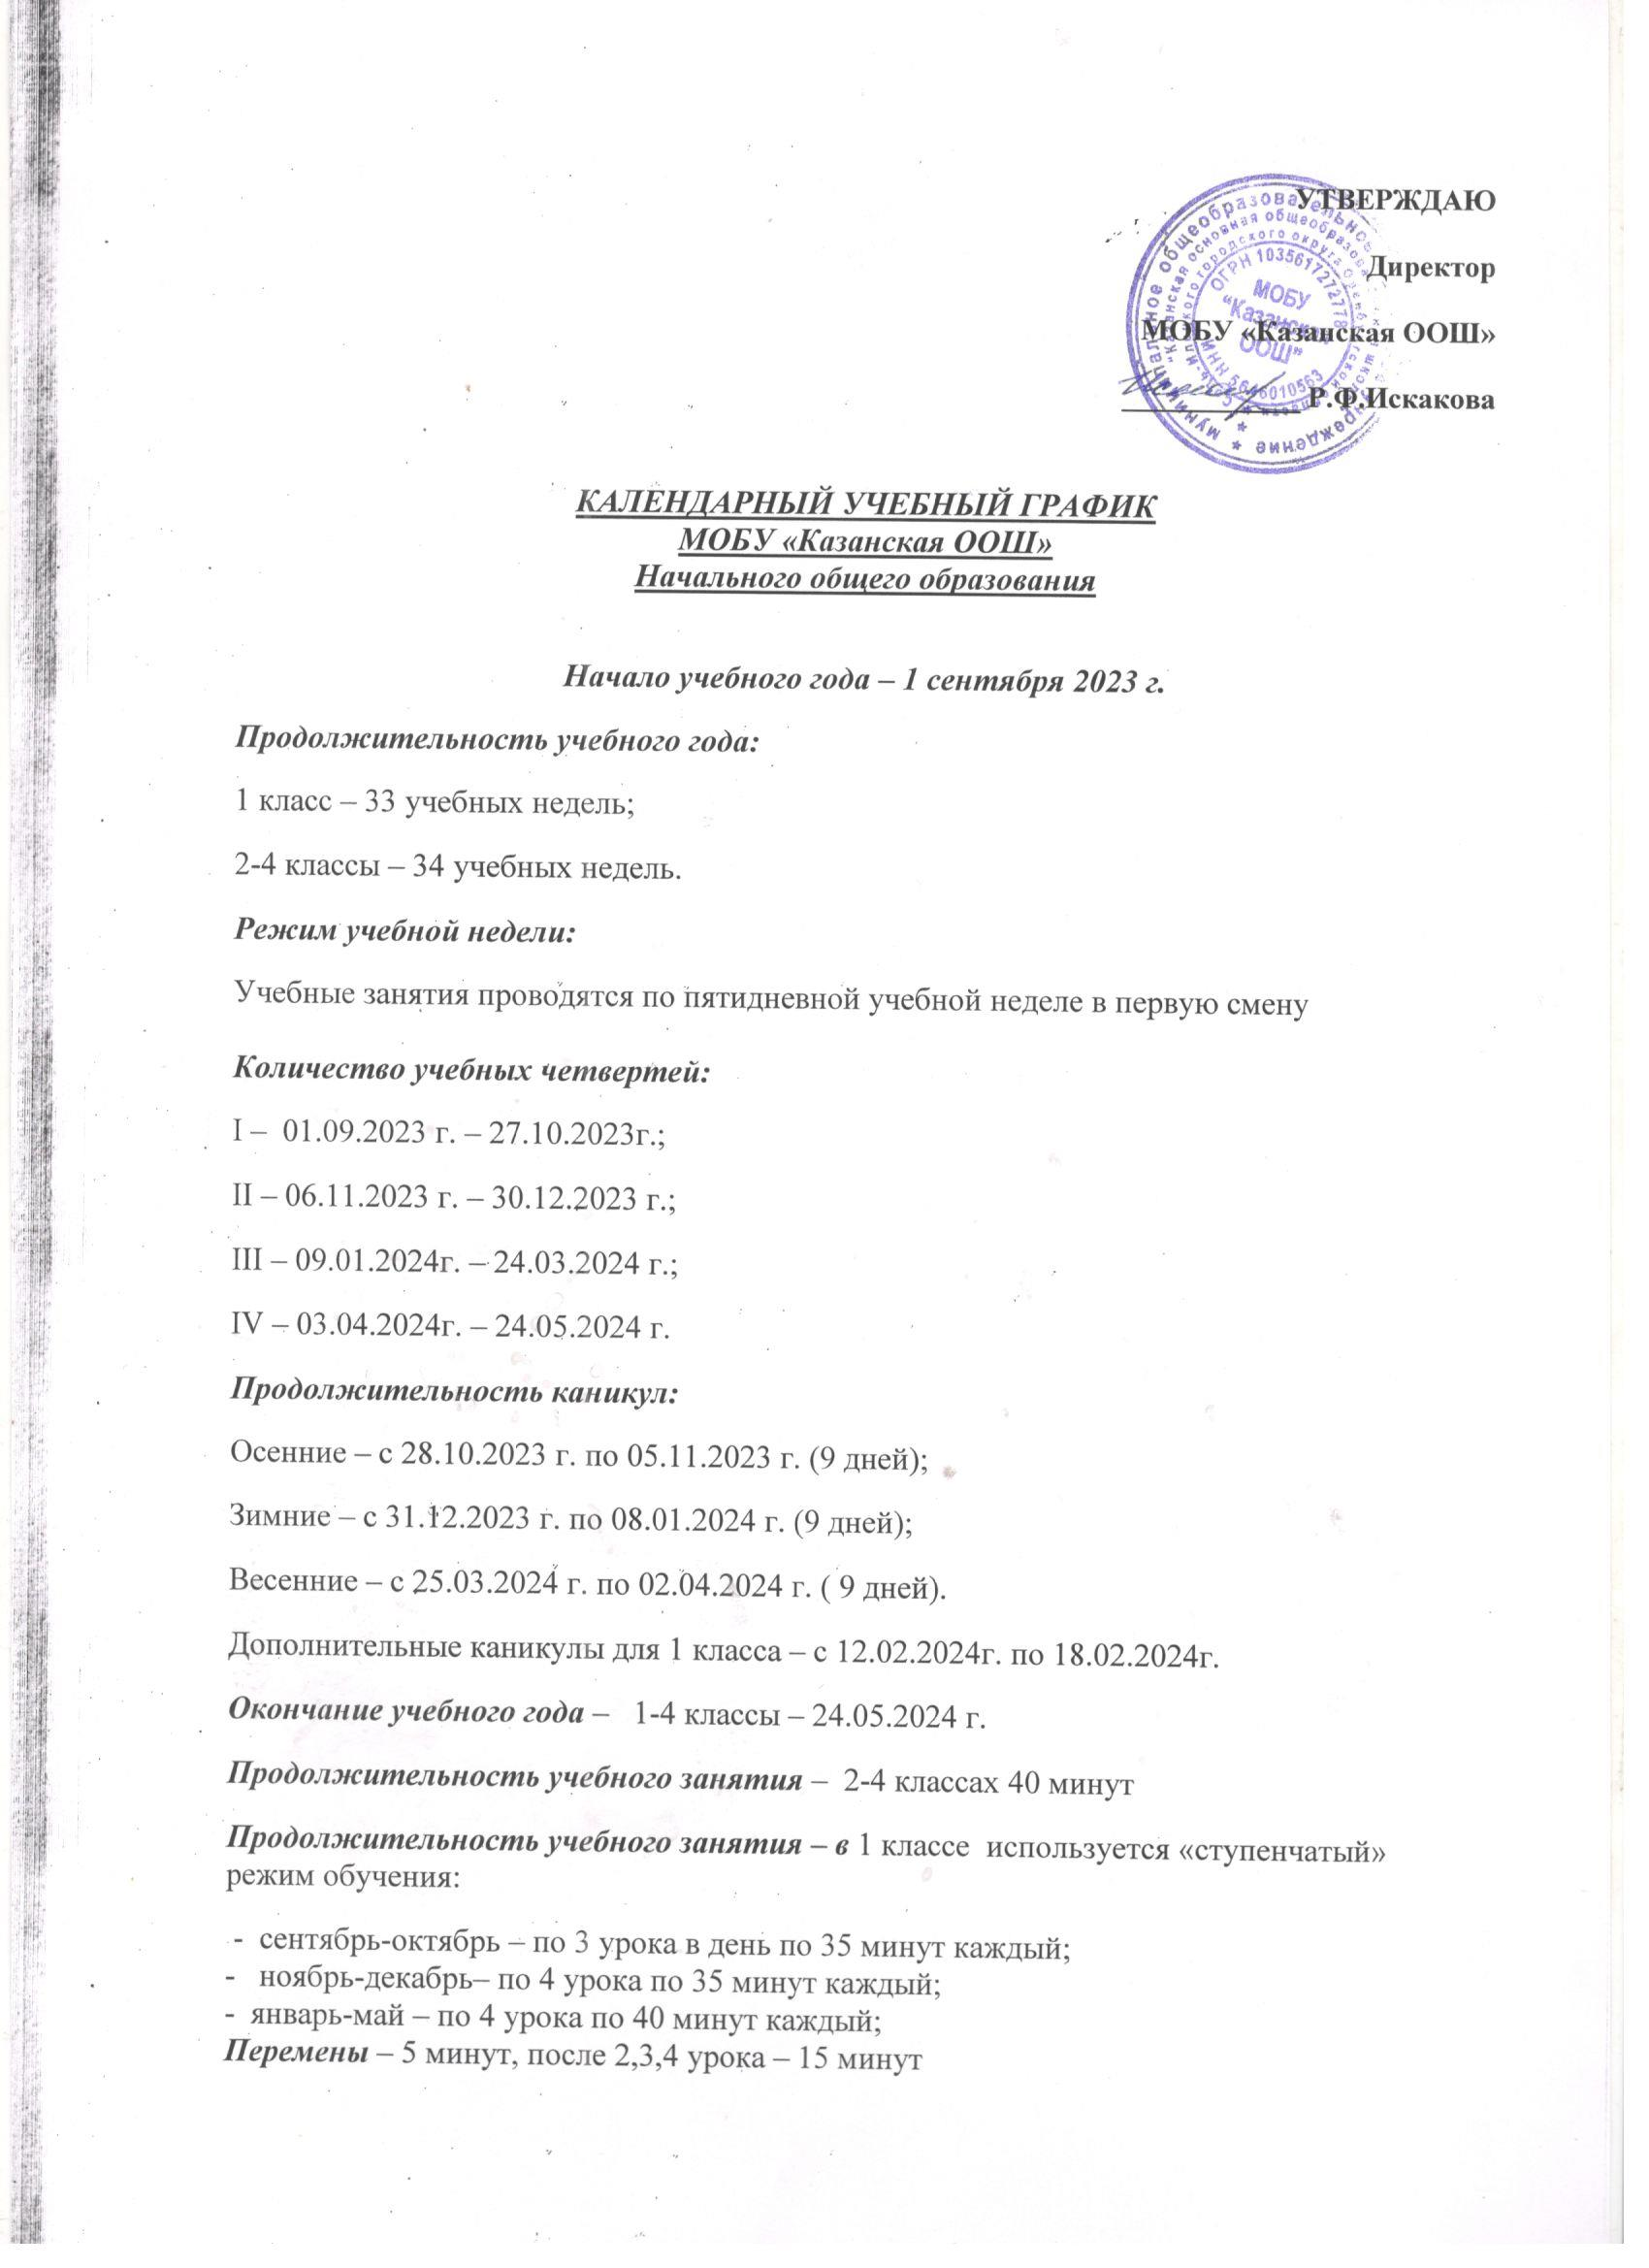 УТВЕРЖДАЮ
Директор
МОБУ «Казанская ООШ»
Р.Ф.Искакова
ОГРН 1035617272778
МОБУ
"Казанская
ООШ"
ИНН 5646010563
КАЛЕНДАРНЫЙ УЧЕБНЫЙ ГРАФИК
МОБУ «Казанская ООШ»
Начального общего образования
Начало учебного года – 1 сентября 2023 г.
Продолжительность учебного года:
1 класс – 33 учебных недель;
2-4 классы – 34 учебных недель.
Режим учебной недели:
Учебные занятия проводятся по пятидневной учебной неделе в первую смену
Количество учебных четвертей:
I – 01.09.2023 г. – 27.10.2023г.;
II – 06.11.2023 г. – 30.12.2023 г.;
III – 09.01.2024г. – 24.03.2024 г.;
IV – 03.04.2024г. – 24.05.2024 г.
Продолжительность каникул:
Осенние – с 28.10.2023 г. по 05.11.2023 г. (9 дней);
Зимние – с 31.12.2023 г. по 08.01.2024 г. (9 дней);
Весенние – с 25.03.2024 г. по 02.04.2024 г. ( 9 дней).
Дополнительные каникулы для 1 класса – с 12.02.2024г. по 18.02.2024г.
Окончание учебного года – 1-4 классы – 24.05.2024 г.
Продолжительность учебного занятия – 2-4 классах 40 минут
Продолжительность учебного занятия – в 1 классе используется «ступенчатый»
режим обучения:
- сентябрь-октябрь – по 3 урока в день по 35 минут каждый;
- ноябрь-декабрь– по 4 урока по 35 минут каждый;
- январь-май – по 4 урока по 40 минут каждый;
Перемены – 5 минут, после 2,3,4 урока – 15 минут